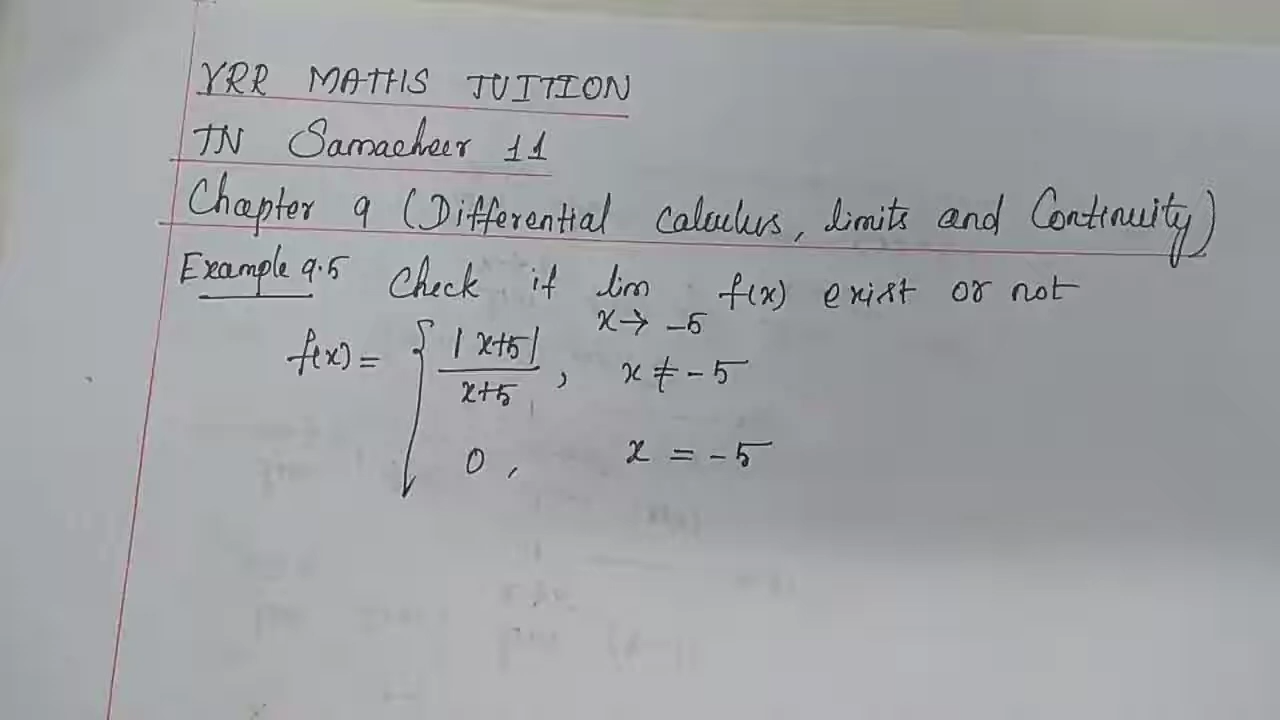 YRR MATHS TUITION
TN Samacheer 11
Chapter 9 (Differential calculus, limits and Continuity)
Example 9.5 Check if lim f(x) exist or not
x→ -5
f(x) = { |x+5| / x+5 , x ≠ -5
0 , x = -5